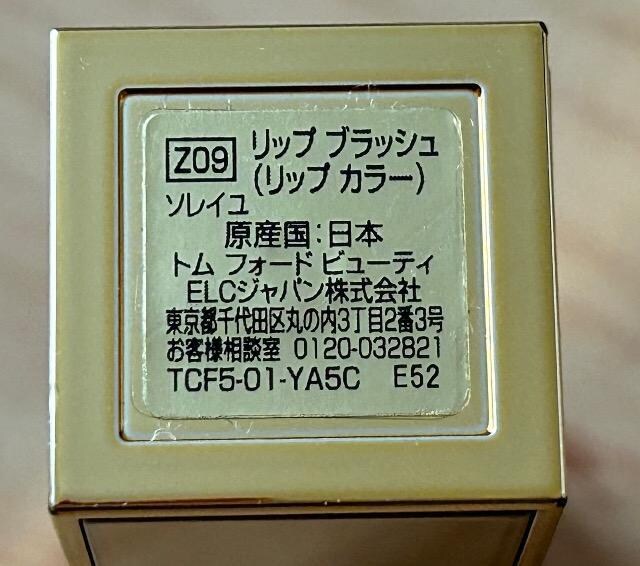 Z09 リップ ブラッシュ
(リップ カラー)
ソレイユ
原産国:日本
トム フォード ビューティ
ELCジャパン株式会社
東京都千代田区丸の内3丁目2番3号
お客様相談室 0120-032821
TCF5-01-YA5C E52